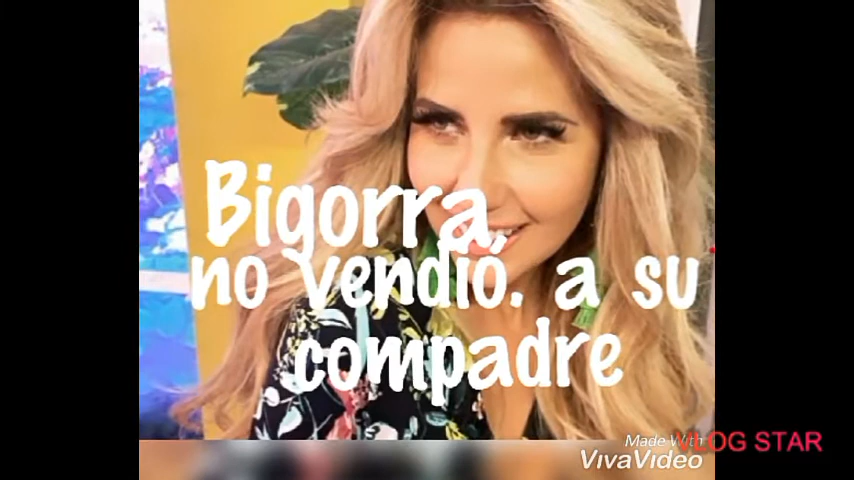 Bigorra,
no vendió. a su
compadre
Made With
VLOG STAR
VivaVideo